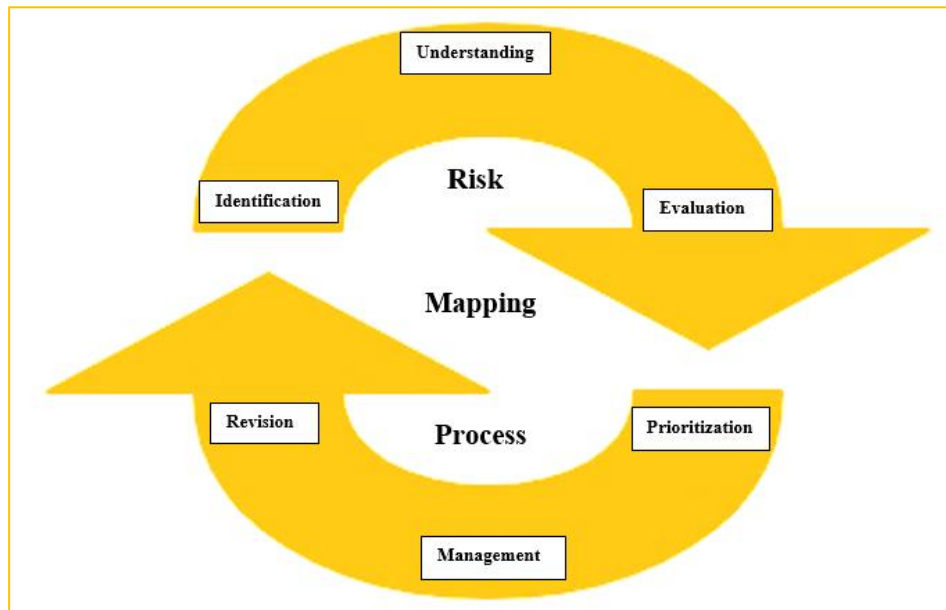 Understanding
Risk
Identification
Evaluation
Mapping
Revision
Process
Prioritization
Management